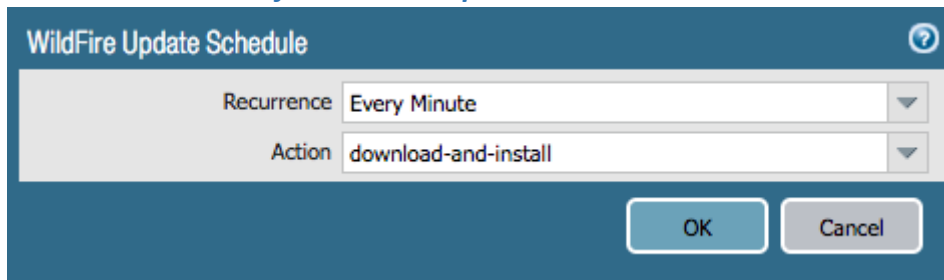 WildFire Update Schedule
Recurrence Every Minute
Action download-and-install
OK Cancel